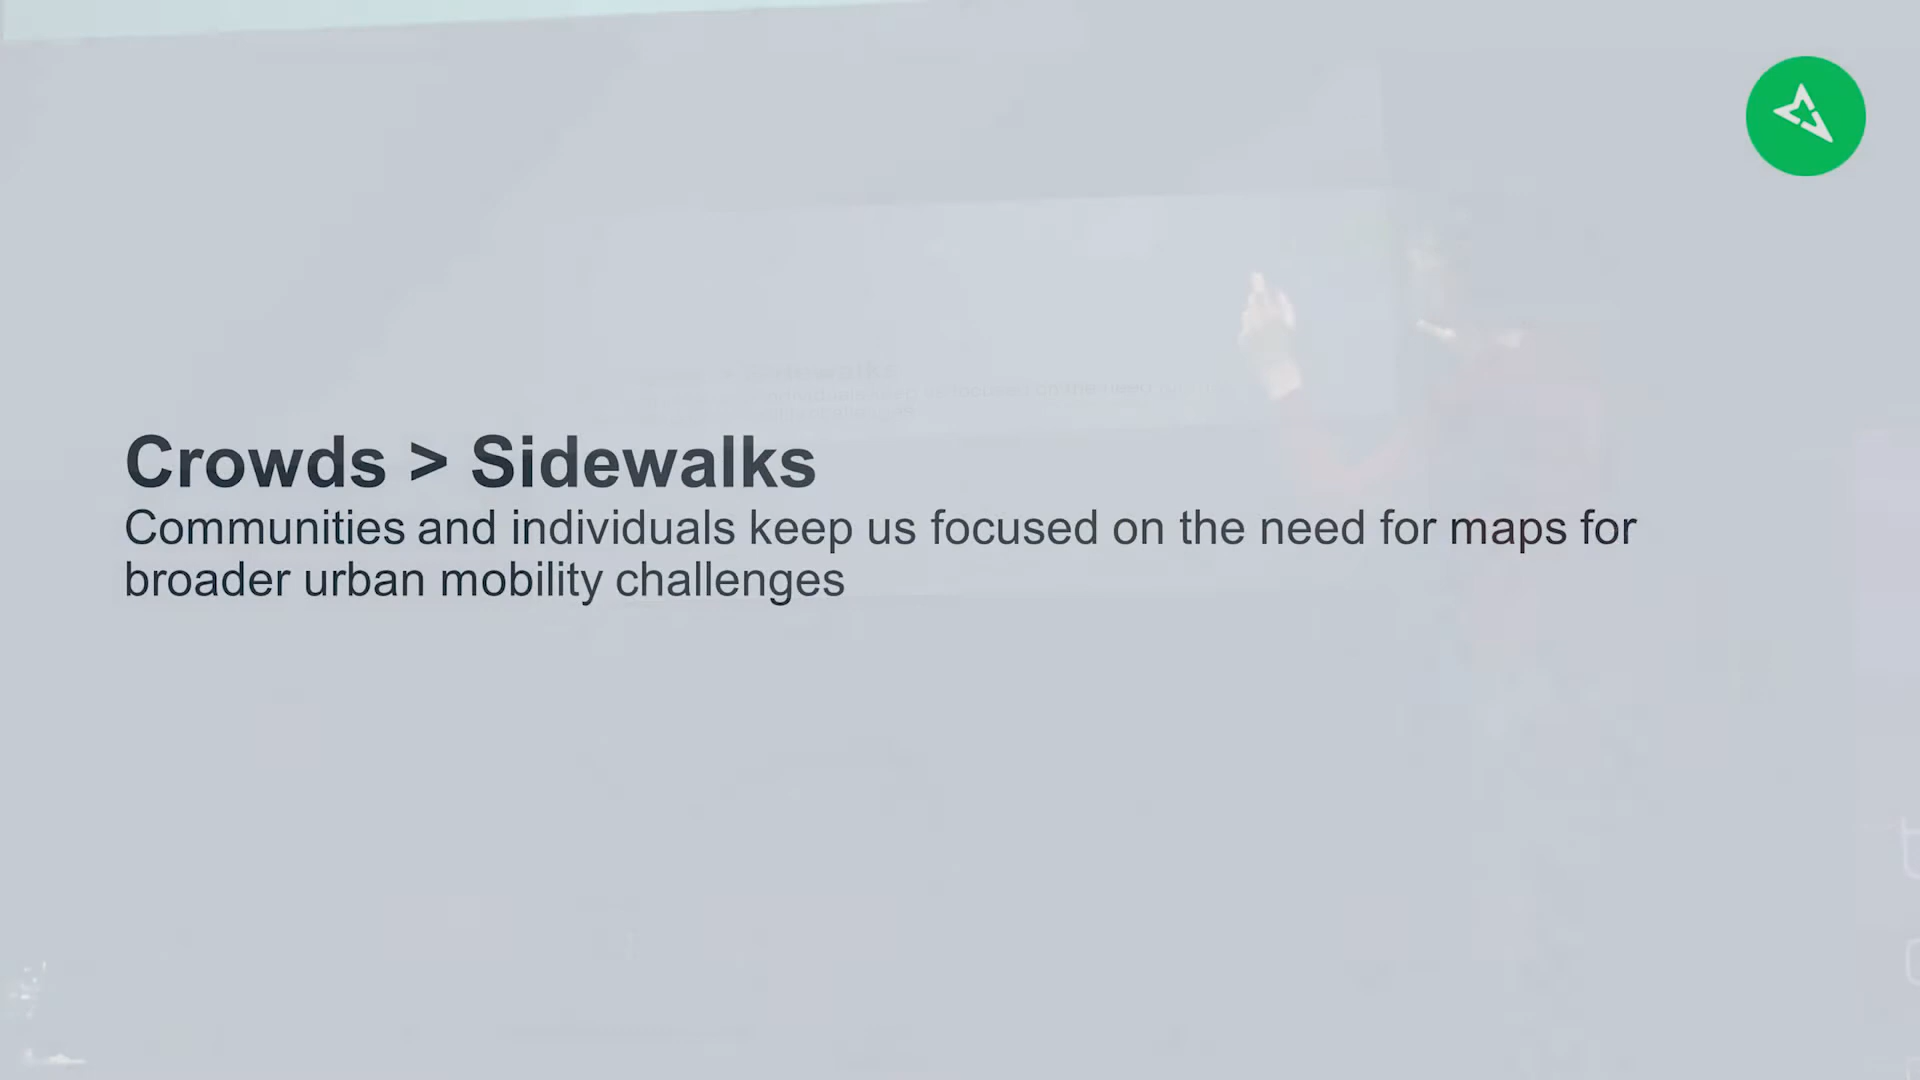 Crowds > Sidewalks
Communities and individuals keep us focused on the need for maps for
broader urban mobility challenges